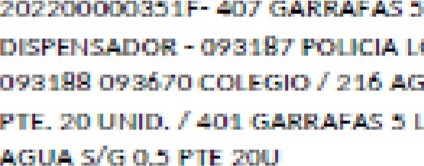 202200000351F- 407 GARRAFAS 5
DISPENSADOR - 093187 POLICIA L
093188 093670 COLEGIO / 216 AG
PTE. 20 UNID. / 401 GARRAFAS 5 L
AGUA S/G 0.5 PTE 20U